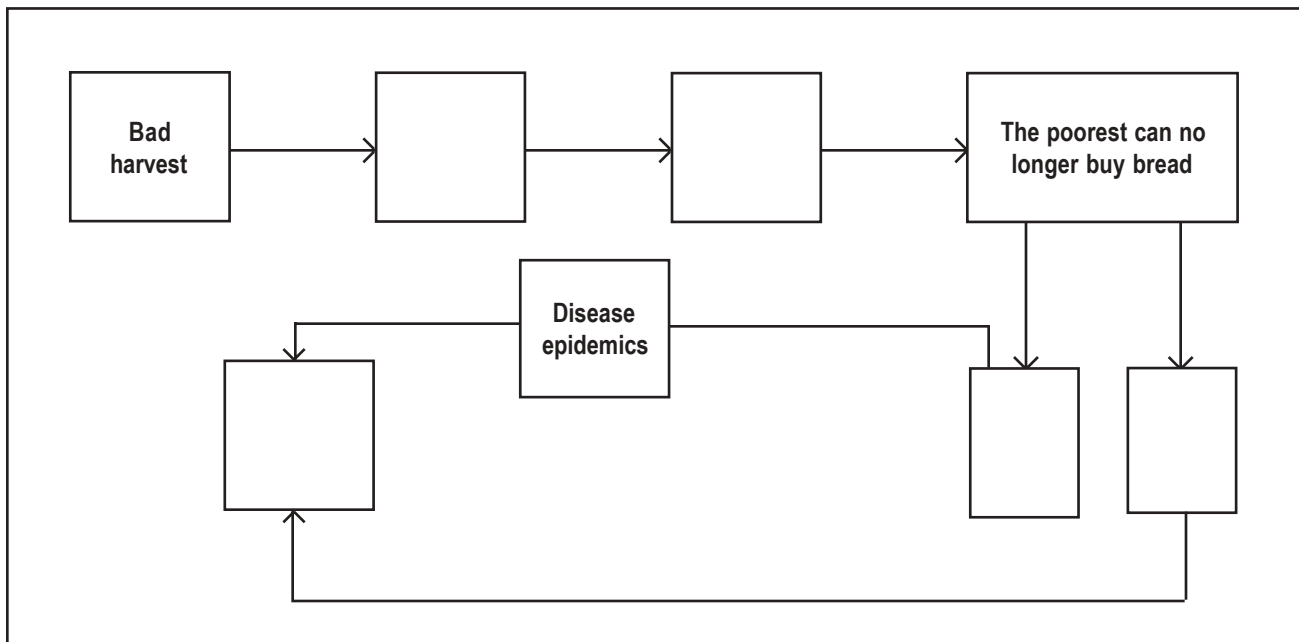 Bad
harvest
The poorest can no
longer buy bread
Disease
epidemics